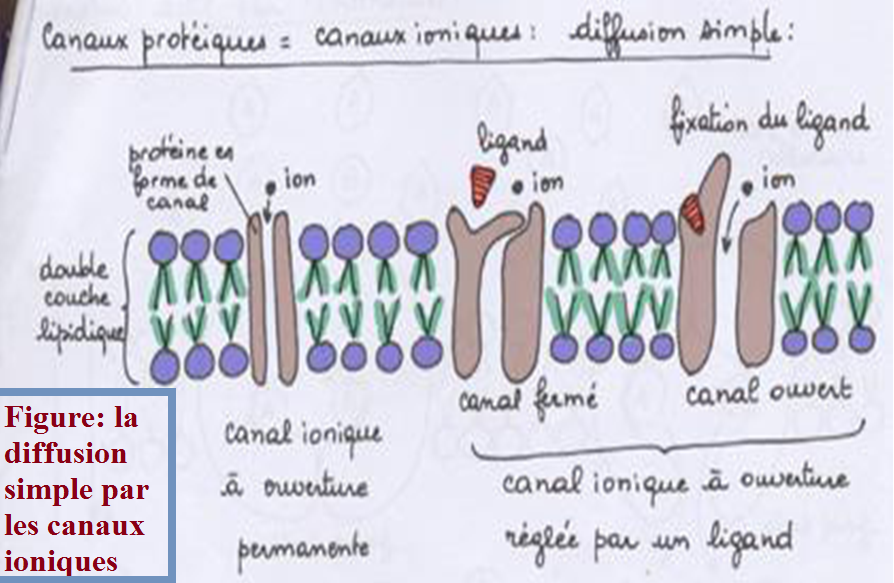 Canaux protéiques = canaux ioniques : diffusion simple :
fixation du ligand
ligand
protéine en
forme de
canal
ion
ion
ion
double
couche
lipidique
canal fermé
canal ouvert
canal ionique
à ouverture
permanente
canal ionique à ouverture
réglée par un ligand
Figure: la
diffusion
simple par
les canaux
ioniques